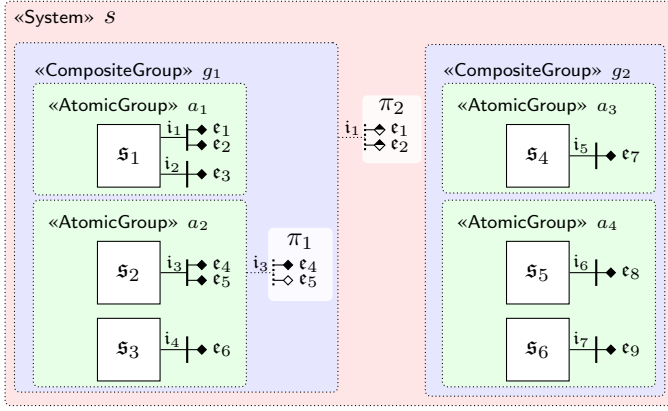 «System» s
«CompositeGroup» g₁
«AtomicGroup» a₁
𝔰₁
𝔦₁
𝔢₁
𝔢₂
𝔦₂
𝔢₃
«AtomicGroup» a₂
𝔰₂
𝔦₃
𝔢₄
𝔢₅
𝔰₃
𝔦₄
𝔢₆
𝔦₃
π₁
𝔢₄
𝔢₅
𝔦₁
π₂
𝔢₁
𝔢₂
«CompositeGroup» g₂
«AtomicGroup» a₃
𝔰₄
𝔦₅
𝔢₇
«AtomicGroup» a₄
𝔰₅
𝔦₆
𝔢₈
𝔰₆
𝔦₇
𝔢₉